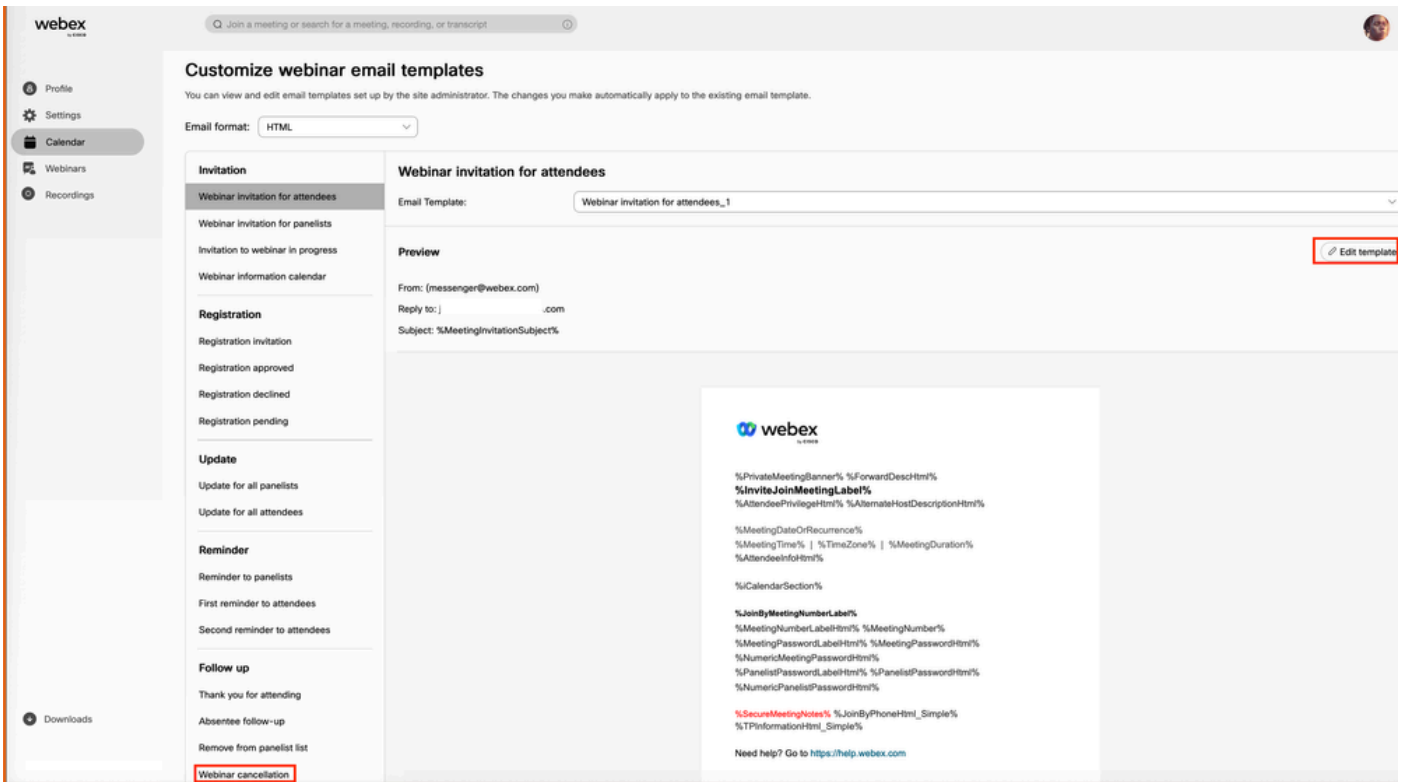 webex
by CISCO
Join a meeting or search for a meeting, recording, or transcript
Profile
Settings
Calendar
Webinars
Recordings
Downloads
Customize webinar email templates
You can view and edit email templates set up by the site administrator. The changes you make automatically apply to the existing email template.
Email format: HTML
Invitation
Webinar invitation for attendees
Webinar invitation for panelists
Invitation to webinar in progress
Webinar information calendar
Registration
Registration invitation
Registration approved
Registration declined
Registration pending
Update
Update for all panelists
Update for all attendees
Reminder
Reminder to panelists
First reminder to attendees
Second reminder to attendees
Follow up
Thank you for attending
Absentee follow-up
Remove from panelist list
Webinar cancellation
Webinar invitation for attendees
Email Template: Webinar invitation for attendees_1
Preview
Edit template
From: (messenger@webex.com)
Reply to: j .com
Subject: %MeetingInvitationSubject%
webex
by CISCO
%PrivateMeetingBanner% %ForwardDescHtml%
%InviteJoinMeetingLabel%
%AttendeePrivilegeHtml% %AlternateHostDescriptionHtml%
%MeetingDateOrRecurrence%
%MeetingTime% | %TimeZone% | %MeetingDuration%
%AttendeeInfoHtml%
%iCalendarSection%
%JoinByMeetingNumberLabel%
%MeetingNumberLabelHtml% %MeetingNumber%
%MeetingPasswordLabelHtml% %MeetingPasswordHtml%
%NumericMeetingPasswordHtml%
%PanelistPasswordLabelHtml% %PanelistPasswordHtml%
%NumericPanelistPasswordHtml%
%SecureMeetingNotes% %JoinByPhoneHtml_Simple%
%TPInformationHtml_Simple%
Need help? Go to https://help.webex.com